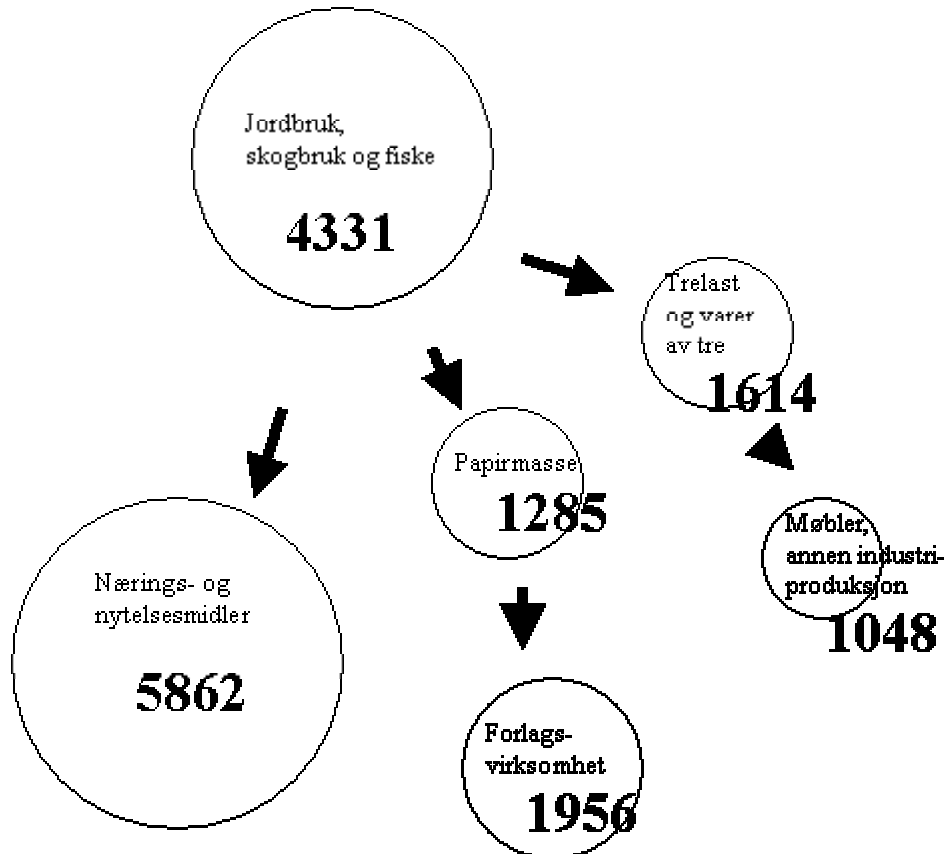 Jordbruk,
skogbruk og fiske
4331
Trelast
og varer
av tre
1614
Papirmasse
1285
Møbler,
annen industri-
produksjon
1048
Nærings- og
nytelsesmidler
5862
Forlags-
virksomhet
1956